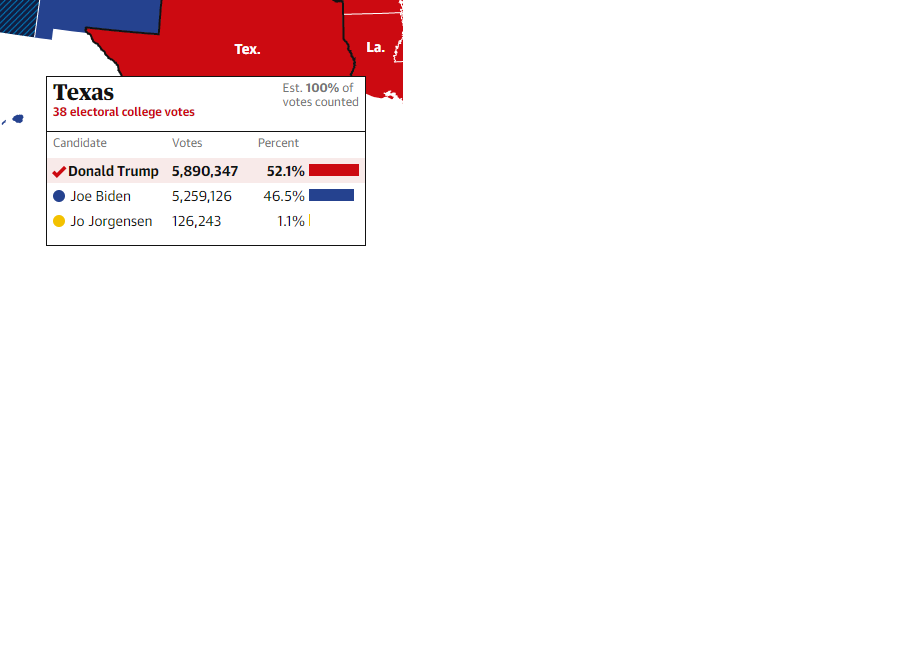 Tex.
La.
Texas
38 electoral college votes
Est. 100% of
votes counted
Candidate Votes Percent
Donald Trump 5,890,347 52.1%
Joe Biden 5,259,126 46.5%
Jo Jorgensen 126,243 1.1%